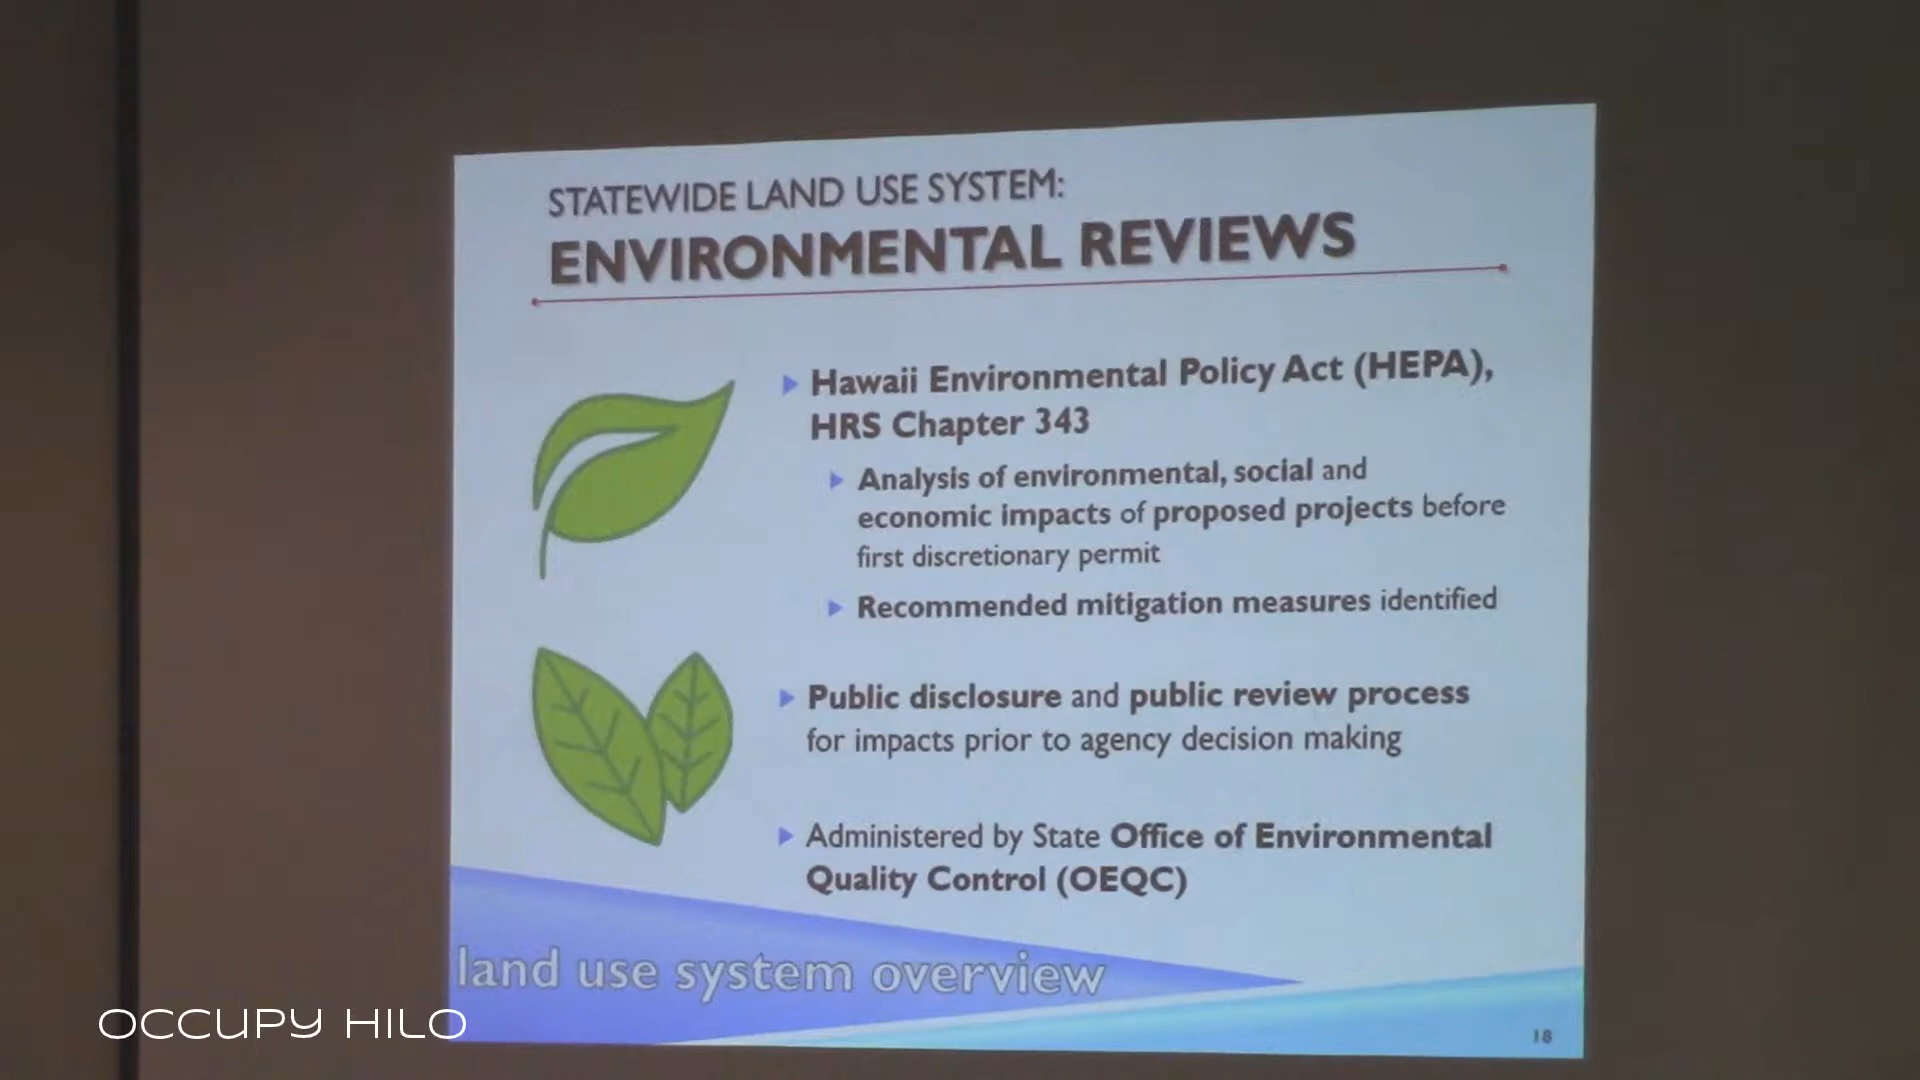 STATEWIDE LAND USE SYSTEM:
ENVIRONMENTAL REVIEWS
Hawaii Environmental Policy Act (HEPA),
HRS Chapter 343
Analysis of environmental, social and
economic impacts of proposed projects before
first discretionary permit
Recommended mitigation measures identified
Public disclosure and public review process
for impacts prior to agency decision making
Administered by State Office of Environmental
Quality Control (OEQC)
land use system overview
OCCUPY HILO
18